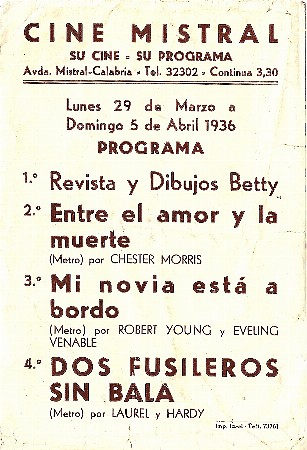 CINE MISTRAL
SU CINE - SU PROGRAMA
Avda. Mistral-Calabria - Tel. 32302 - Continua 3,30
Lunes 29 de Marzo a
Domingo 5 de Abril 1936
PROGRAMA
1.º Revista y Dibujos Betty
2.º Entre el amor y la
muerte
(Metro) por CHESTER MORRIS
3.º Mi novia está a
bordo
(Metro) por ROBERT YOUNG y EVELING
VENABLE
4.º DOS FUSILEROS
SIN BALA
(Metro) por LAUREL y HARDY
Imp.